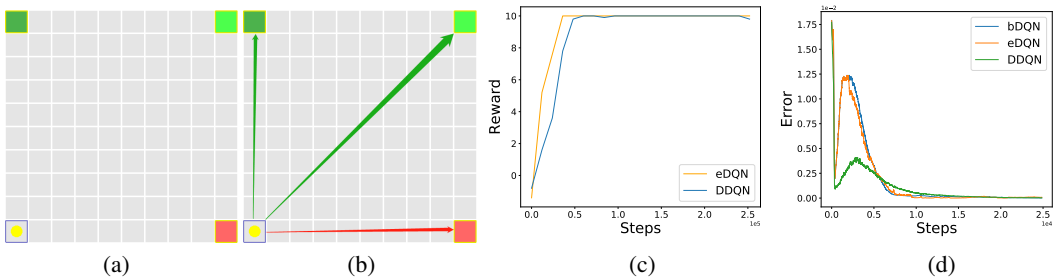 10
8
6
4
2
0
Reward
eDQN
DDQN
0.0 0.5 1.0 1.5 2.0 2.5
1e5
Steps
1e−2
1.75
1.50
1.25
1.00
0.75
0.50
0.25
0.00
Error
bDQN
eDQN
DDQN
0.0 0.5 1.0 1.5 2.0 2.5
1e4
Steps
(a) (b) (c) (d)